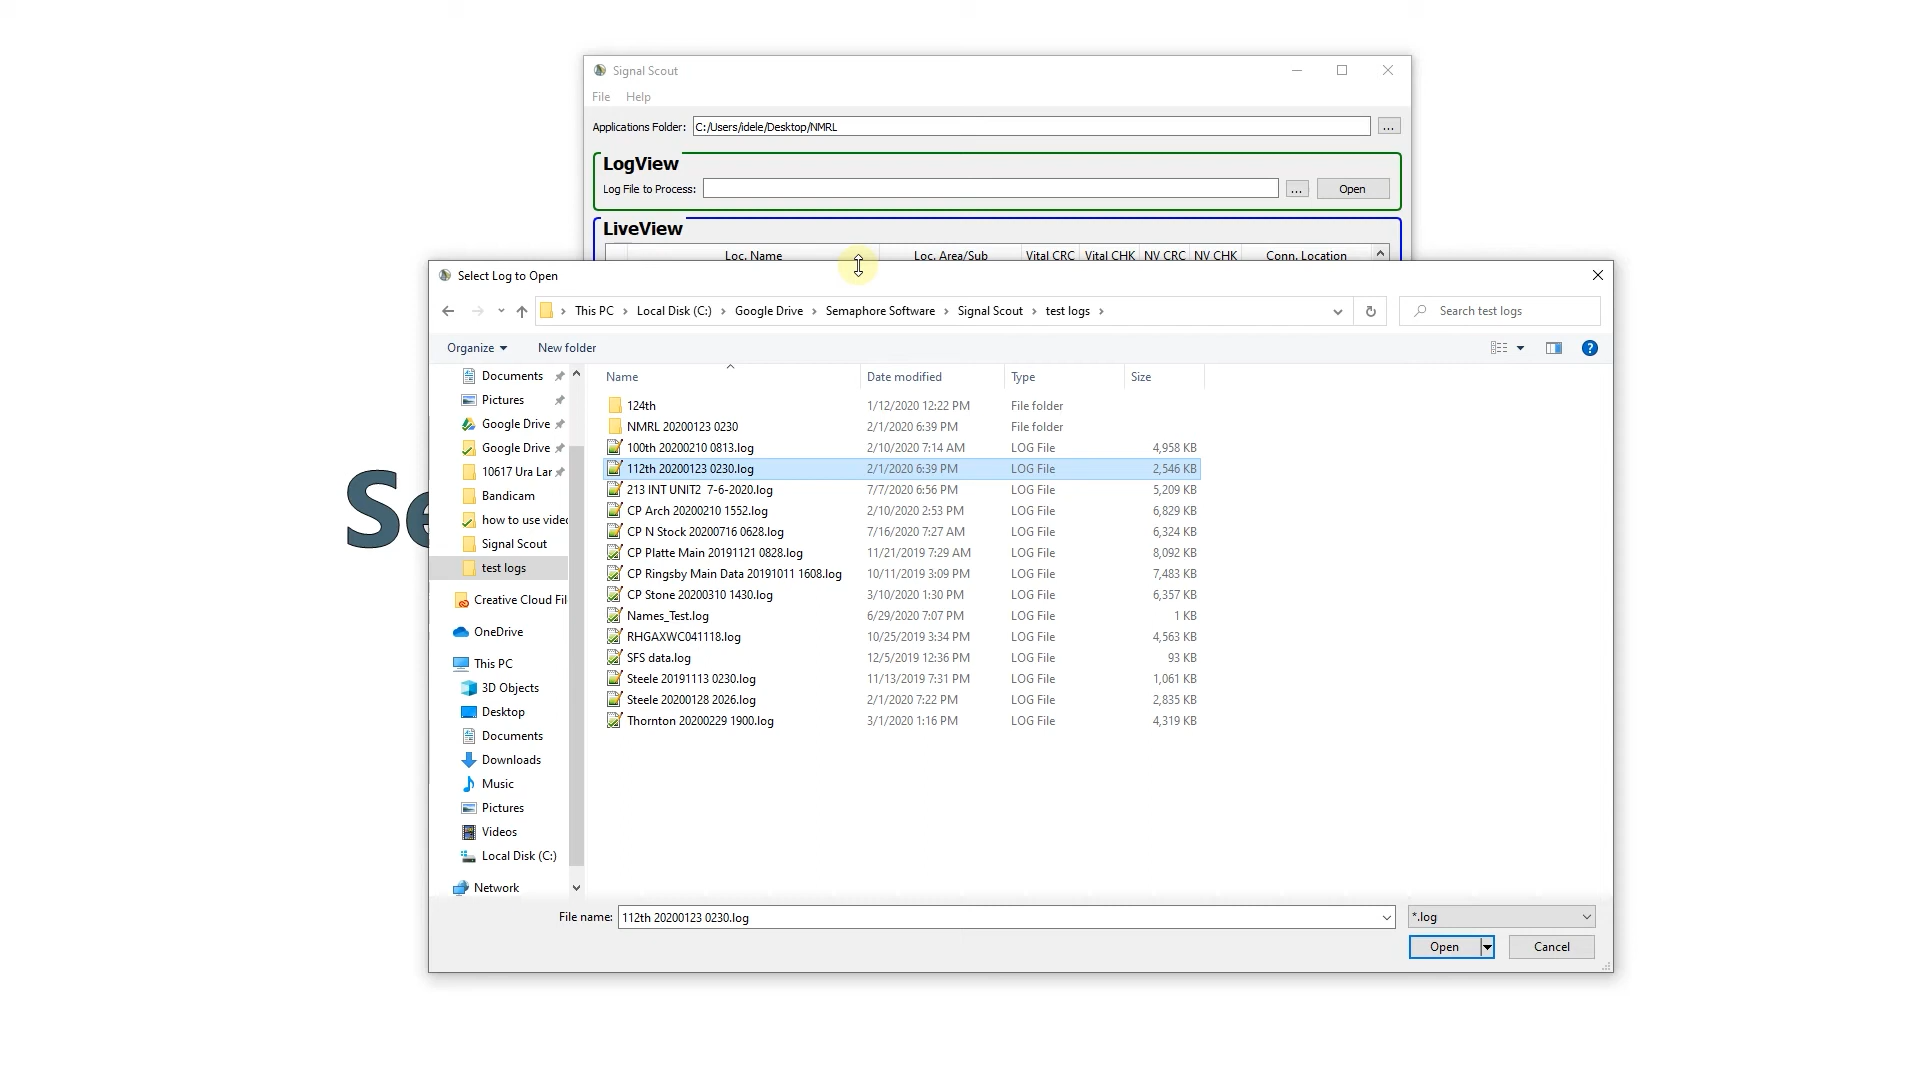 Signal Scout
File Help
Applications Folder: C:/Users/idele/Desktop/NMRL ...
LogView
Log File to Process: ... Open
LiveView
Loc. Name Loc. Area/Sub Vital CRC Vital CHK NV CRC NV CHK Conn. Location
Select Log to Open
This PC Local Disk (C:) Google Drive Semaphore Software Signal Scout test logs Search test logs
Organize New folder
Documents
Pictures
Google Drive
Google Drive
10617 Ura Lar
Bandicam
how to use videc
Signal Scout
test logs
Creative Cloud Fil
OneDrive
This PC
3D Objects
Desktop
Documents
Downloads
Music
Pictures
Videos
Local Disk (C:)
Network
Name Date modified Type Size
124th 1/12/2020 12:22 PM File folder
NMRL 20200123 0230 2/1/2020 6:39 PM File folder
100th 20200210 0813.log 2/10/2020 7:14 AM LOG File 4,958 KB
112th 20200123 0230.log 2/1/2020 6:39 PM LOG File 2,546 KB
213 INT UNIT2  7-6-2020.log 7/7/2020 6:56 PM LOG File 5,209 KB
CP Arch 20200210 1552.log 2/10/2020 2:53 PM LOG File 6,829 KB
CP N Stock 20200716 0628.log 7/16/2020 7:27 AM LOG File 6,324 KB
CP Platte Main 20191121 0828.log 11/21/2019 7:29 AM LOG File 8,092 KB
CP Ringsby Main Data 20191011 1608.log 10/11/2019 3:09 PM LOG File 7,483 KB
CP Stone 20200310 1430.log 3/10/2020 1:30 PM LOG File 6,357 KB
Names_Test.log 6/29/2020 7:07 PM LOG File 1 KB
RHGAXWC041118.log 10/25/2019 3:34 PM LOG File 4,563 KB
SFS data.log 12/5/2019 12:36 PM LOG File 93 KB
Steele 20191113 0230.log 11/13/2019 7:31 PM LOG File 1,061 KB
Steele 20200128 2026.log 2/1/2020 7:22 PM LOG File 2,835 KB
Thornton 20200229 1900.log 3/1/2020 1:16 PM LOG File 4,319 KB
Se
File name: 112th 20200123 0230.log *.log
Open Cancel